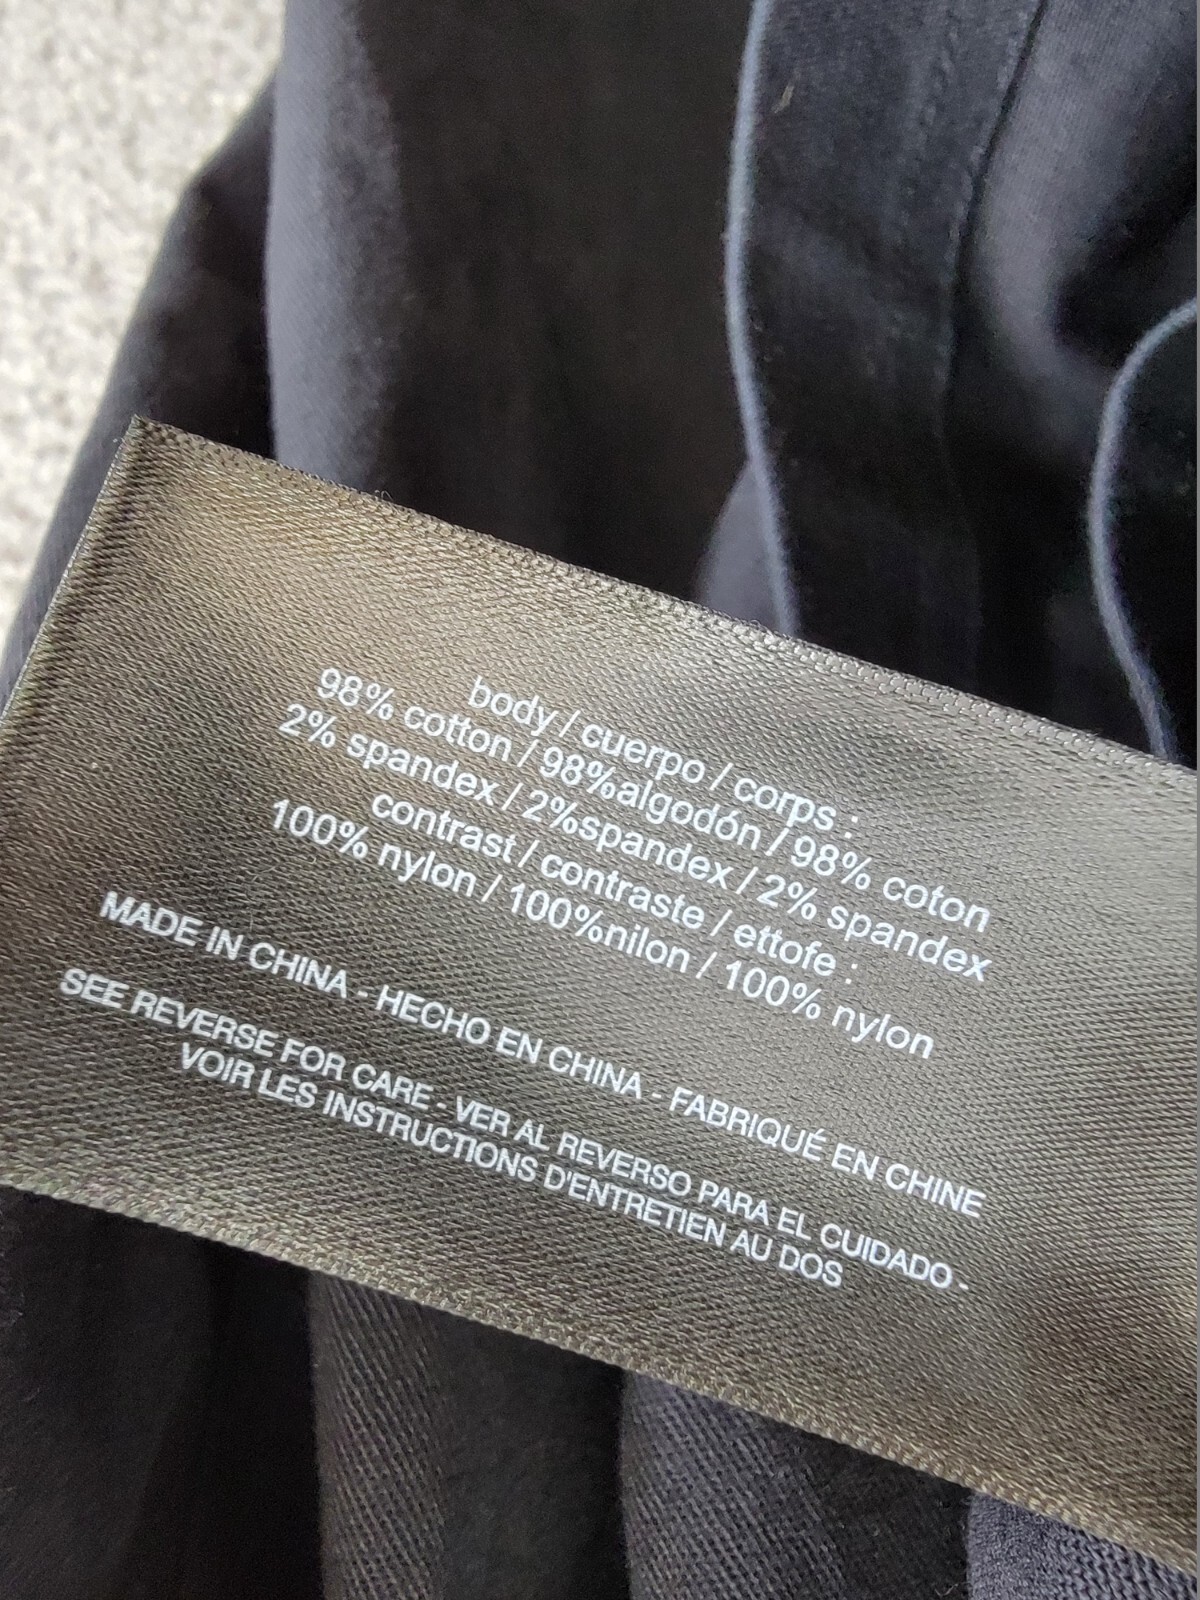 body / cuerpo / corps :
98% cotton / 98%algodón / 98% coton
2% spandex / 2%spandex / 2% spandex
contrast / contraste / ettofe :
100% nylon / 100%nilon / 100% nylon
MADE IN CHINA - HECHO EN CHINA - FABRIQUÉ EN CHINE
SEE REVERSE FOR CARE - VER AL REVERSO PARA EL CUIDADO -
VOIR LES INSTRUCTIONS D'ENTRETIEN AU DOS